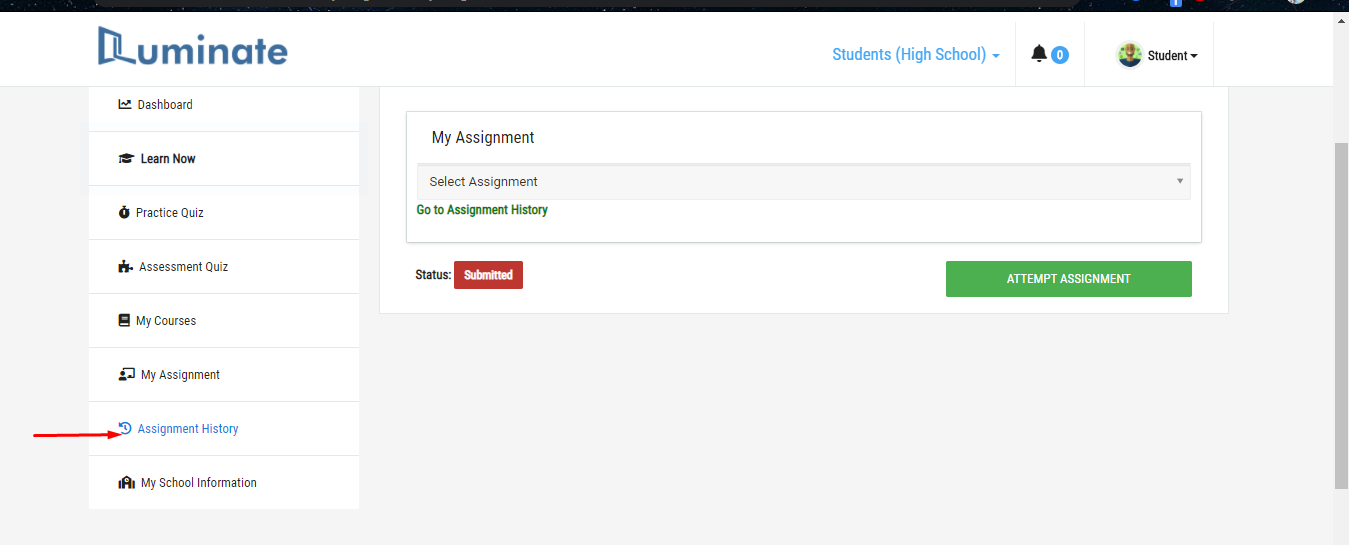 Luminate
Students (High School)
0
Student
Dashboard
Learn Now
Practice Quiz
Assessment Quiz
My Courses
My Assignment
Assignment History
My School Information
My Assignment
Select Assignment
Go to Assignment History
Status: Submitted
ATTEMPT ASSIGNMENT